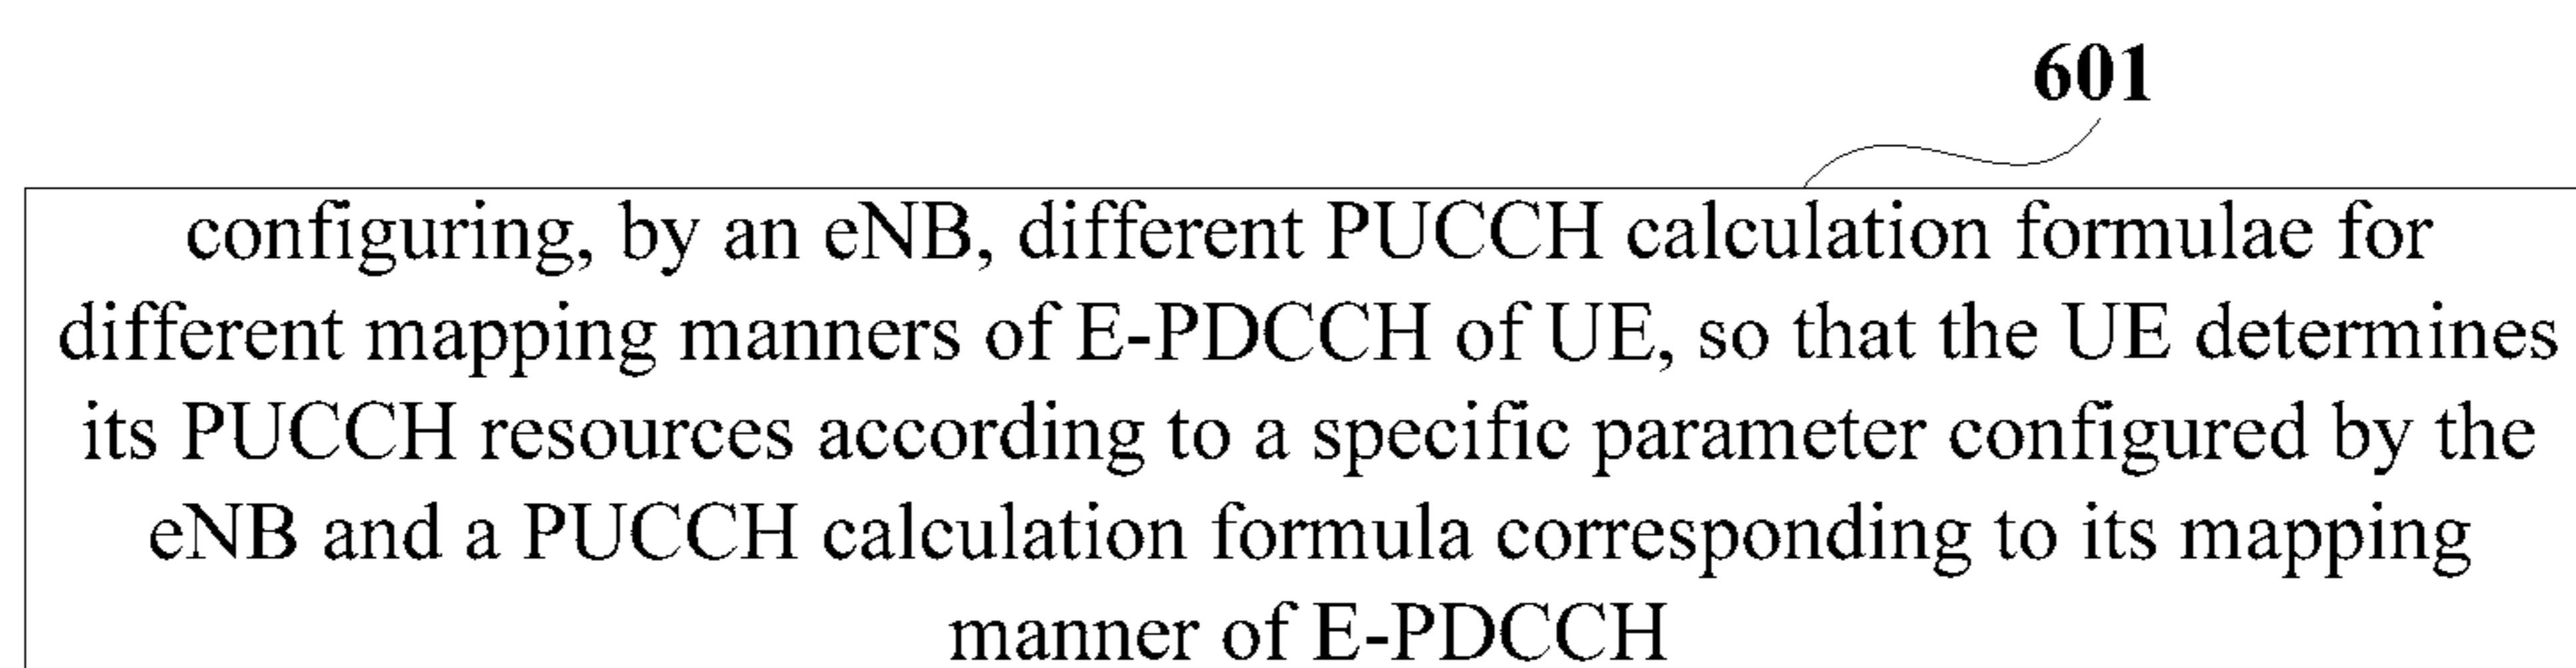 601
configuring, by an eNB, different PUCCH calculation formulae for
different mapping manners of E-PDCCH of UE, so that the UE determines
its PUCCH resources according to a specific parameter configured by the
eNB and a PUCCH calculation formula corresponding to its mapping
manner of E-PDCCH